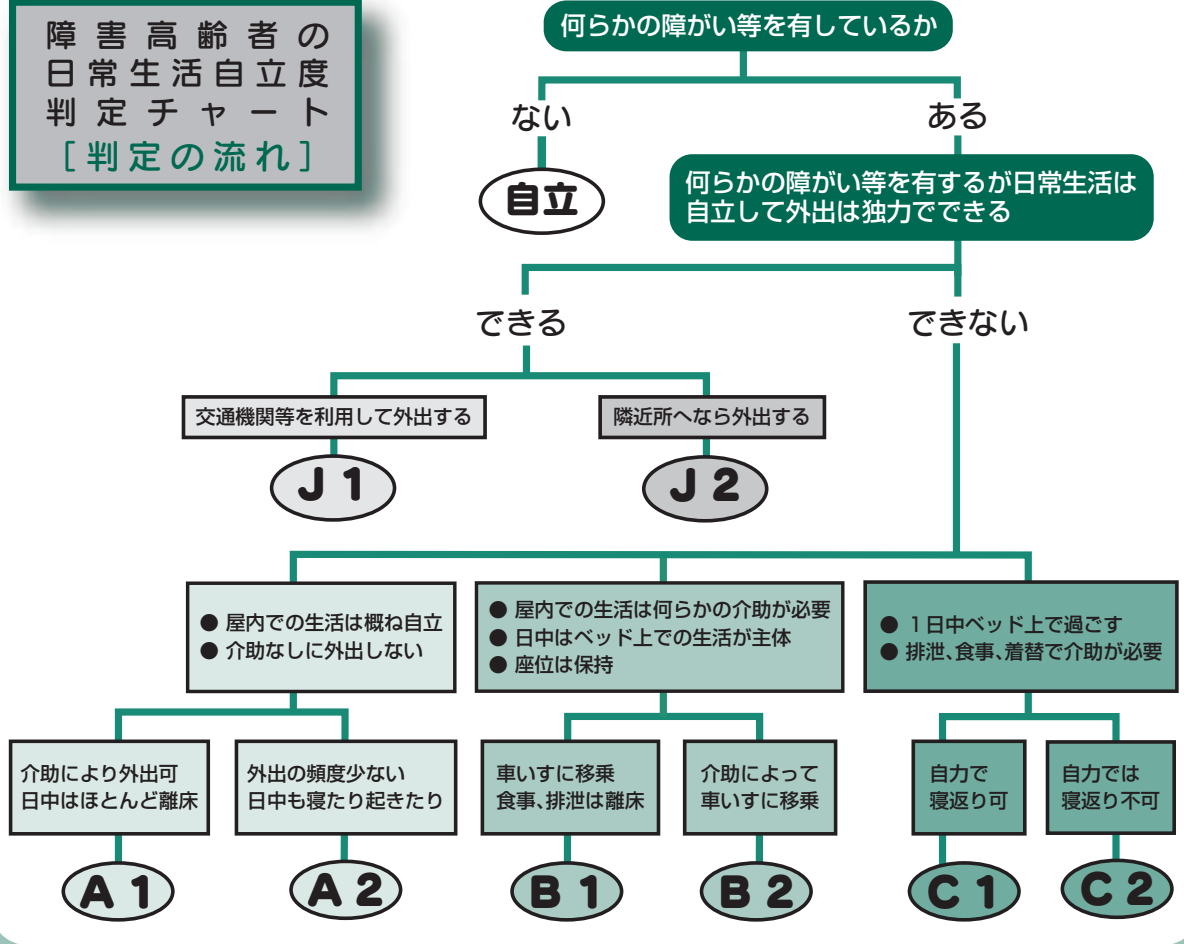 障害高齢者の
日常生活自立度
判定チャート
[判定の流れ]
何らかの障がい等を有しているか
ない
ある
自立
何らかの障がい等を有するが日常生活は
自立して外出は独力でできる
できる
できない
交通機関等を利用して外出する
隣近所へなら外出する
J 1
J 2
● 屋内での生活は概ね自立
● 介助なしに外出しない
● 屋内での生活は何らかの介助が必要
● 日中はベッド上での生活が主体
● 座位は保持
● 1日中ベッド上で過ごす
● 排泄、食事、着替で介助が必要
介助により外出可
日中はほとんど離床
外出の頻度少ない
日中も寝たり起きたり
車いすに移乗
食事、排泄は離床
介助によって
車いすに移乗
自力で
寝返り可
自力では
寝返り不可
A 1
A 2
B 1
B 2
C 1
C 2